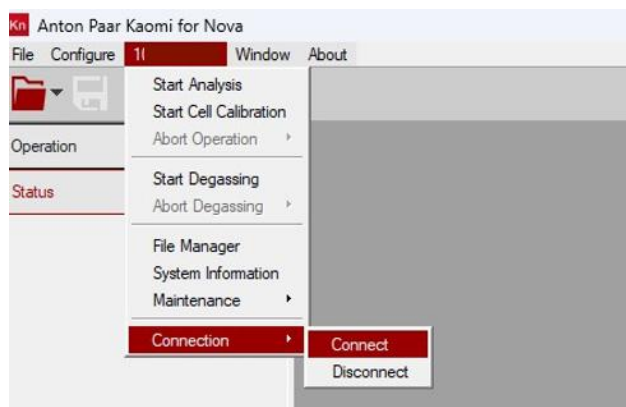 Kn Anton Paar Kaomi for Nova
File Configure Window About
Start Analysis
Start Cell Calibration
Abort Operation
Operation
Start Degassing
Status
Abort Degassing
File Manager
System Information
Maintenance
Connection
Connect
Disconnect